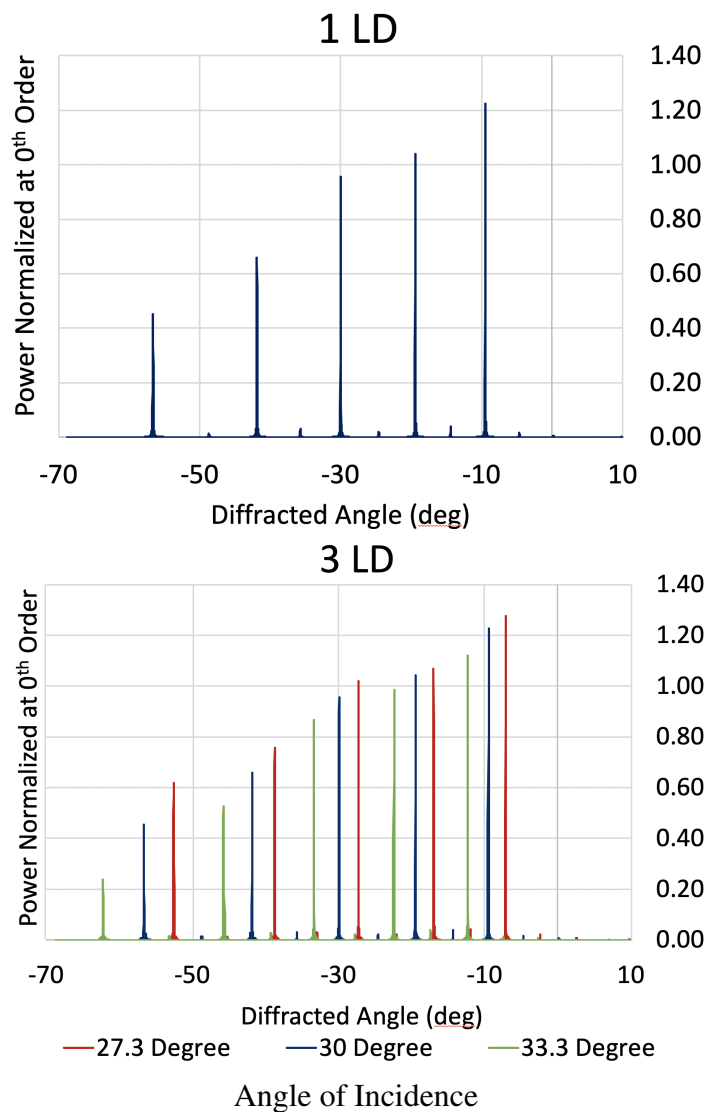 1 LD
Power Normalized at 0th Order
1.40
1.20
1.00
0.80
0.60
0.40
0.20
0.00
-70 -50 -30 -10 10
Diffracted Angle (deg)
3 LD
Power Normalized at 0th Order
1.40
1.20
1.00
0.80
0.60
0.40
0.20
0.00
-70 -50 -30 -10 10
Diffracted Angle (deg)
27.3 Degree 30 Degree 33.3 Degree
Angle of Incidence